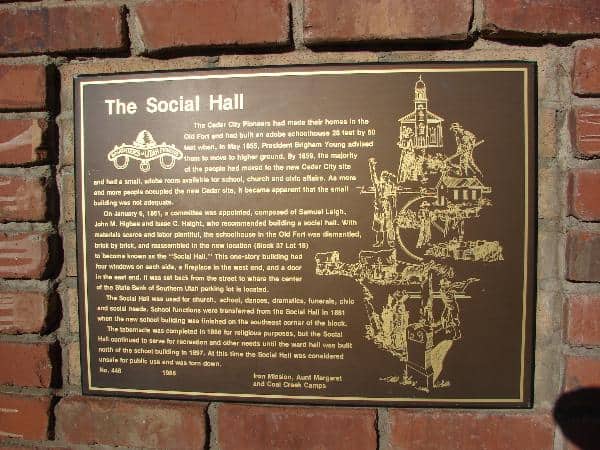 The Social Hall
The Cedar City Pioneers had made their homes in the
Old Fort and had built an adobe schoolhouse 28 feet by 60
feet when, in May 1855, President Brigham Young advised
them to move to higher ground. By 1859, the majority
of the people had moved to the new Cedar City site
and had a small, adobe room available for school, church and civic affairs. As more
and more people occupied the new Cedar site, it became apparent that the small
building was not adequate.
On January 6, 1861, a committee was appointed, composed of Samuel Leigh,
John M. Higbee and Isaac C. Haight, who recommended building a social hall. With
materials scarce and labor plentiful, the schoolhouse in the Old Fort was dismantled,
brick by brick, and reassembled in the new location (Block 37 Lot 18)
to become known as the "Social Hall." This one-story building had
four windows on each side, a fireplace in the west end, and a door
in the east end. It was set back from the street to where the center
of the State Bank of Southern Utah parking lot is located.
The Social Hall was used for church, school, dances, dramatics, funerals, civic
and social needs. School functions were transferred from the Social Hall in 1881
when the new school building was finished on the southeast corner of the block.
The tabernacle was completed in 1886 for religious purposes, but the Social
Hall continued to serve for recreation and other needs until the ward hall was built
north of the school building in 1897. At this time the Social Hall was considered
unsafe for public use and was torn down.
No. 448 1986 Iron Mission, Aunt Margaret
and Coal Creek Camps